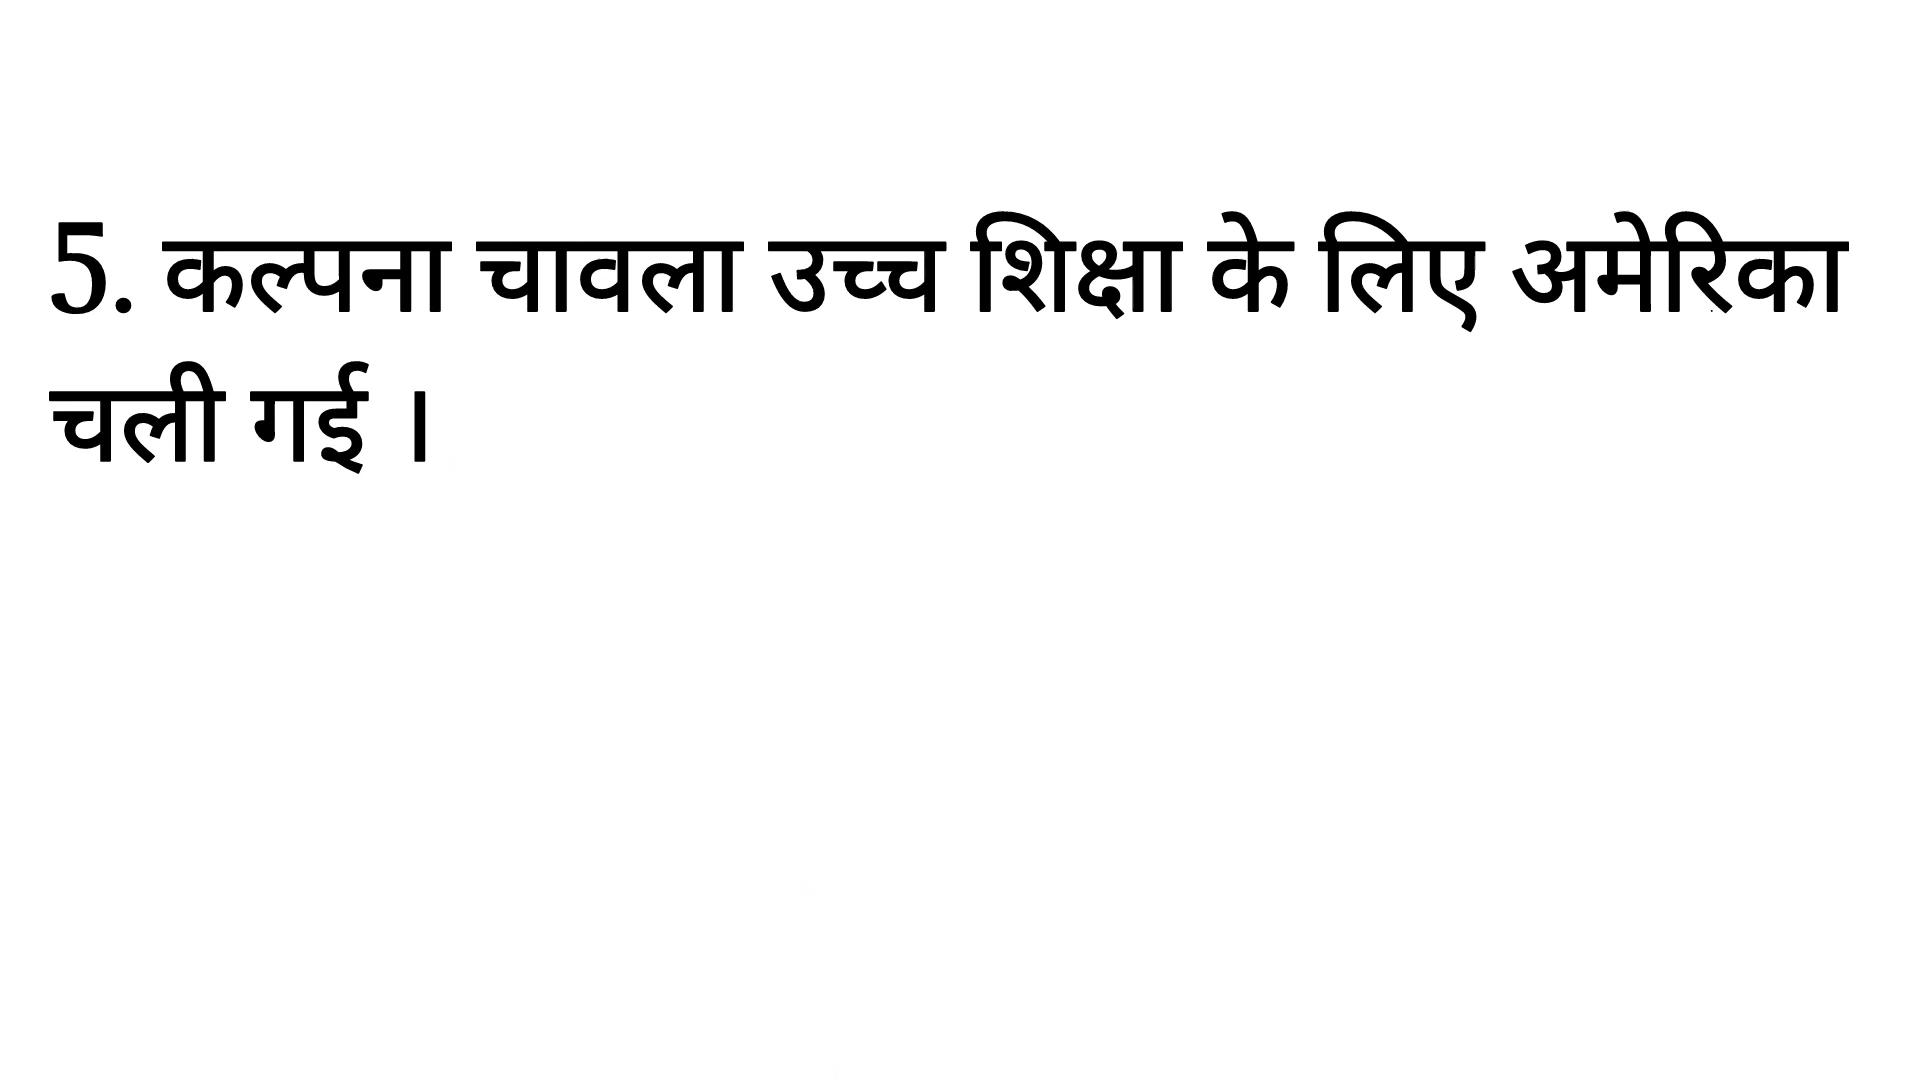 5. कल्पना चावला उच्च शिक्षा के लिए अमेरिका
चली गई ।